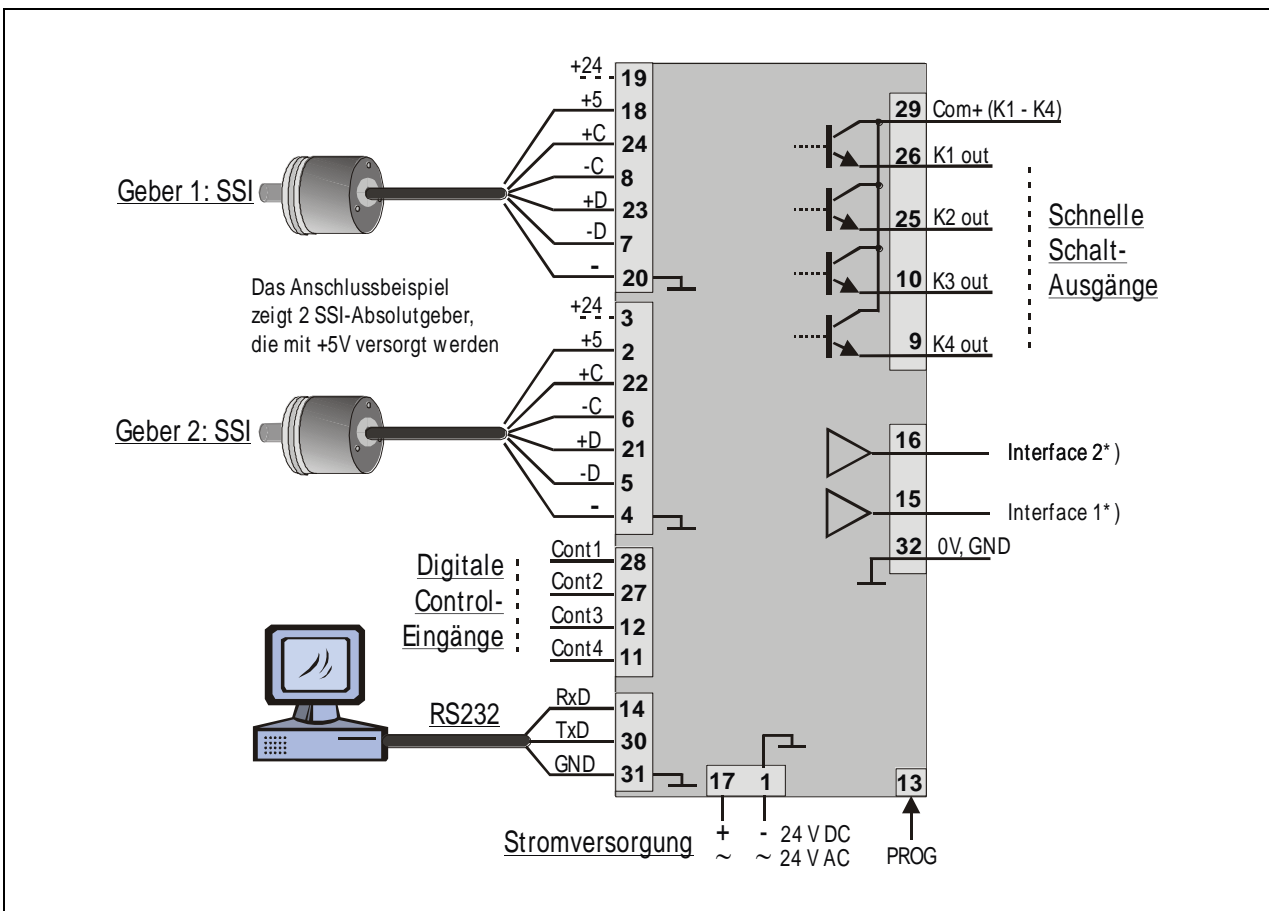 +24 19
+5 18
+C 24
-C 8
+D 23
-D 7
- 20
Geber 1: SSI
Das Anschlussbeispiel
zeigt 2 SSI-Absolutgeber,
die mit +5V versorgt werden
+24 3
+5 2
+C 22
-C 6
+D 21
-D 5
- 4
Geber 2: SSI
Digitale
Control-
Eingänge
Cont1 28
Cont2 27
Cont3 12
Cont4 11
RS232
RxD 14
TxD 30
GND 31
29 Com+ (K1 - K4)
26 K1 out
25 K2 out
10 K3 out
9 K4 out
Schnelle
Schalt-
Ausgänge
16 Interface 2*)
15 Interface 1*)
32 0V, GND
17 1
Stromversorgung
+ - 24 V DC
~ ~ 24 V AC
13
PROG